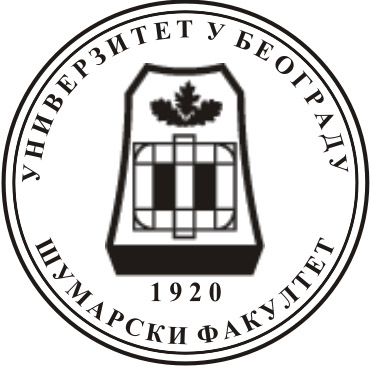 УНИВЕРЗИТЕТ У БЕОГРАДУ
1920
ШУМАРСКИ ФАКУЛТЕТ